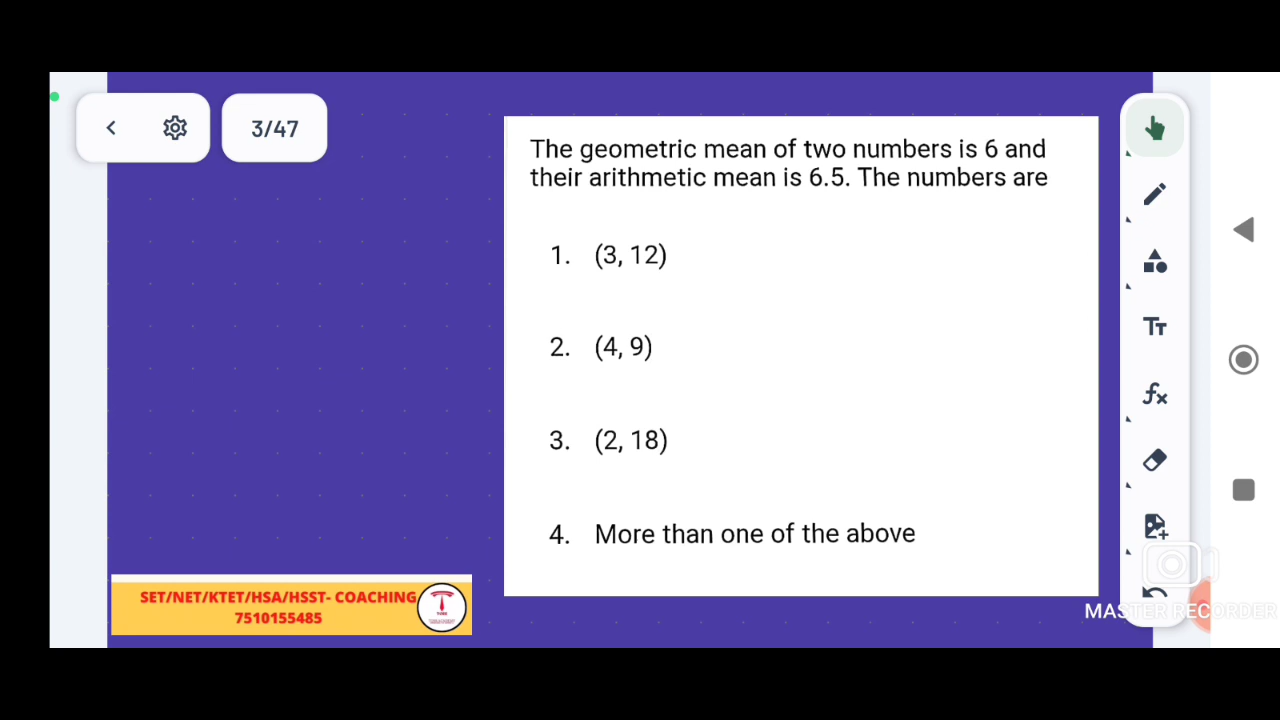 3/47
The geometric mean of two numbers is 6 and
their arithmetic mean is 6.5. The numbers are
1. (3, 12)
2. (4, 9)
3. (2, 18)
4. More than one of the above
Tт
fx
SET/NET/KTET/HSA/HSST- COACHING
7510155485
MASTER RECORDER